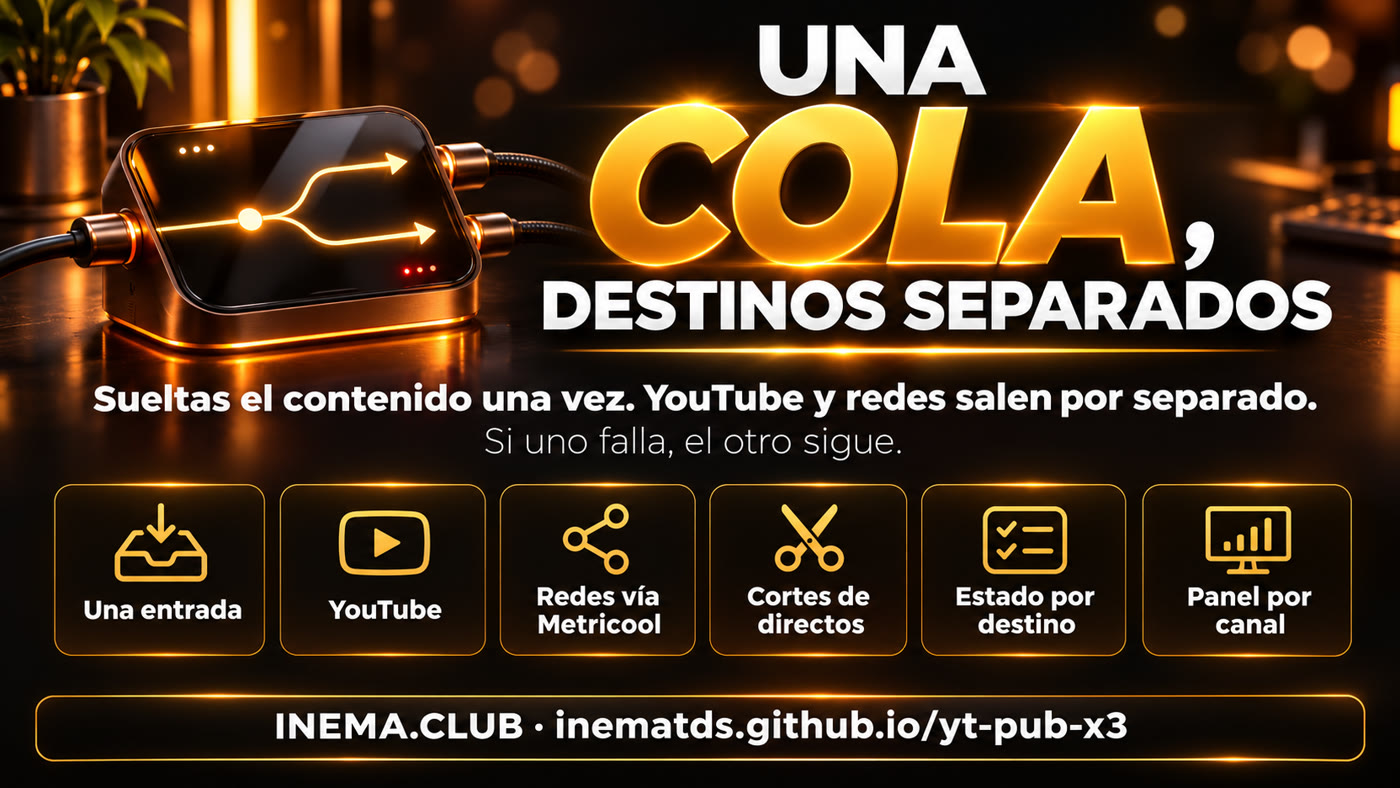 UNA
COLA,
DESTINOS SEPARADOS
Sueltas el contenido una vez. YouTube y redes salen por separado.
Si uno falla, el otro sigue.
Una entrada
YouTube
Redes vía
Metricool
Cortes de
directos
Estado por
destino
Panel por
canal
INEMA.CLUB · inematds.github.io/yt-pub-x3